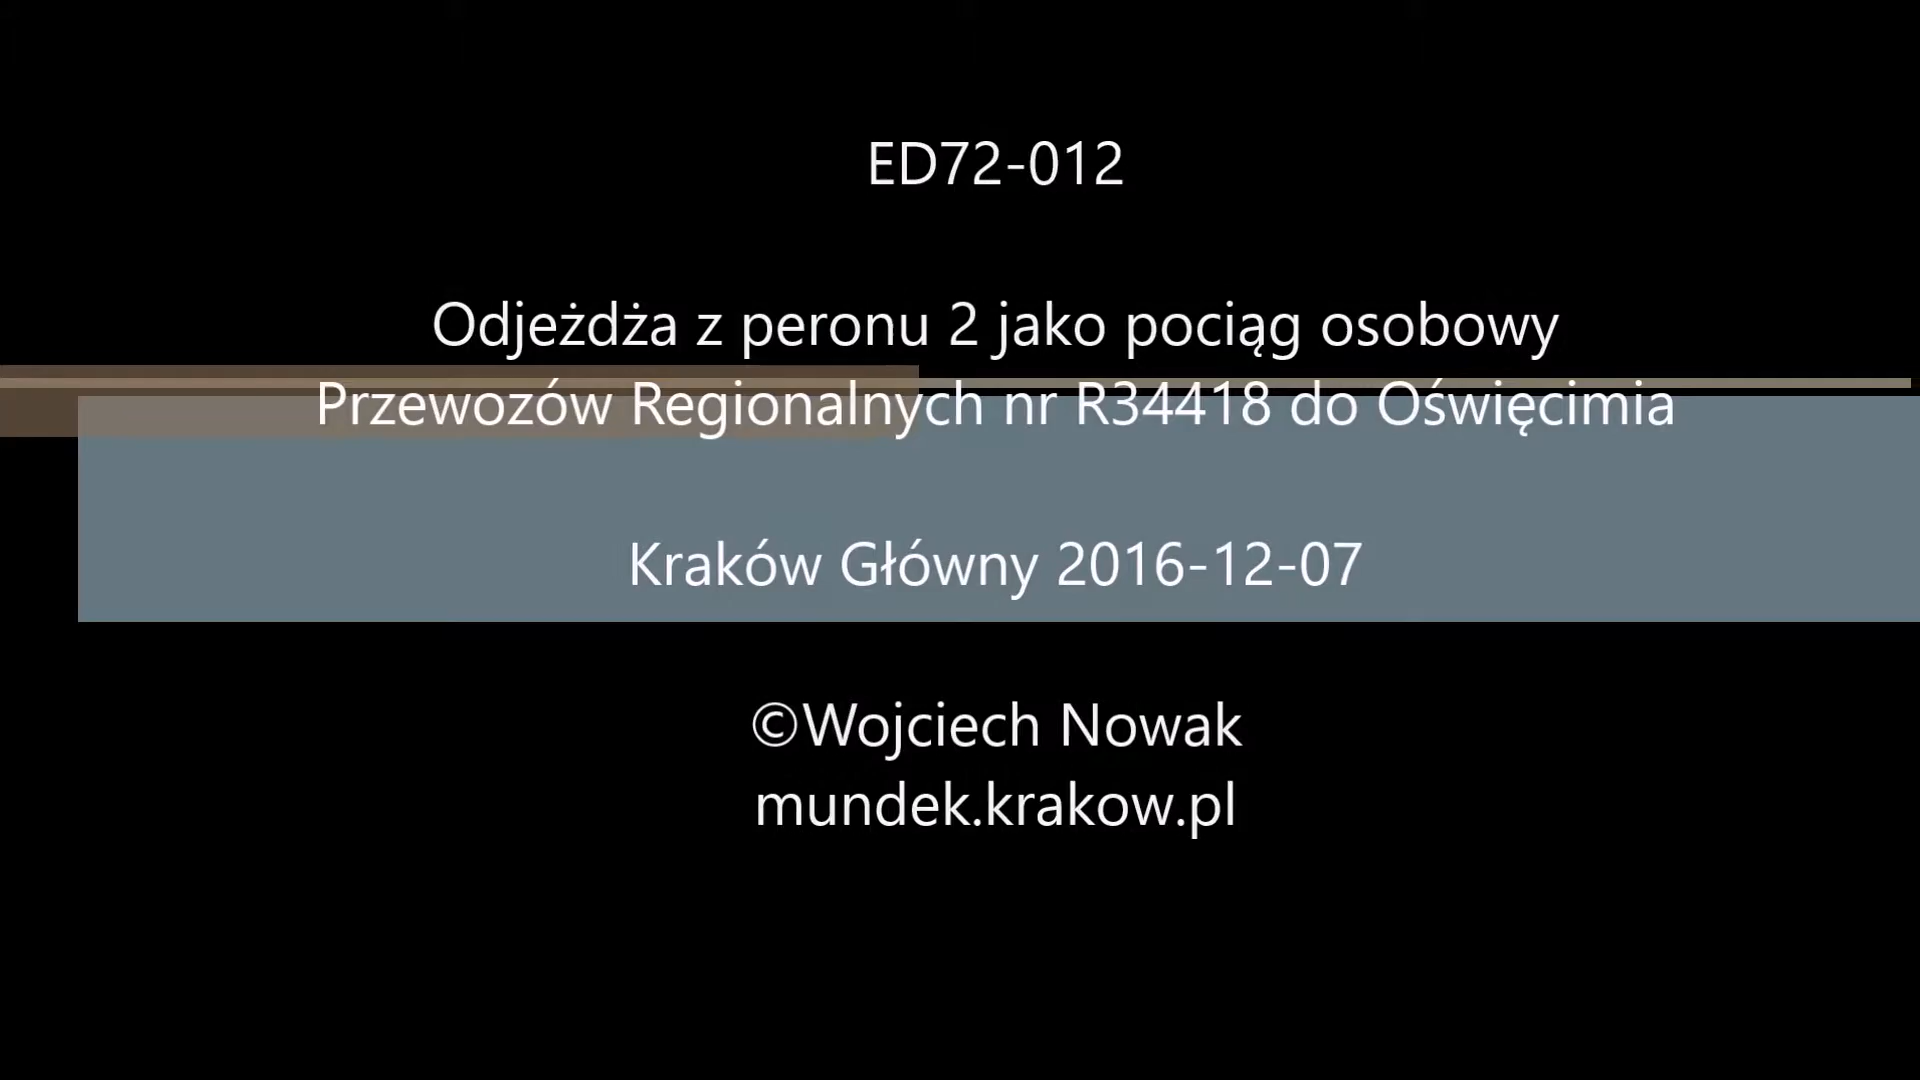 ED72-012
Odjeżdża z peronu 2 jako pociąg osobowy
Przewozów Regionalnych nr R34418 do Oświęcimia
Kraków Główny 2016-12-07
©Wojciech Nowak
mundek.krakow.pl